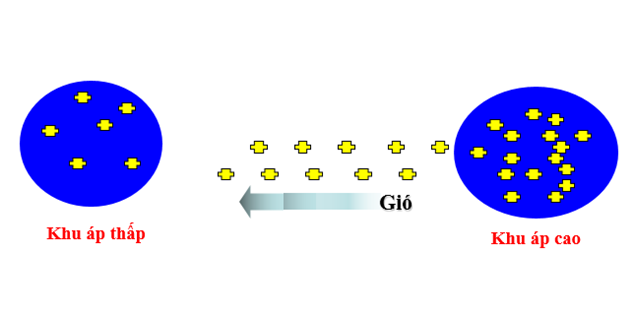 Gió
Khu áp thấp
Khu áp cao